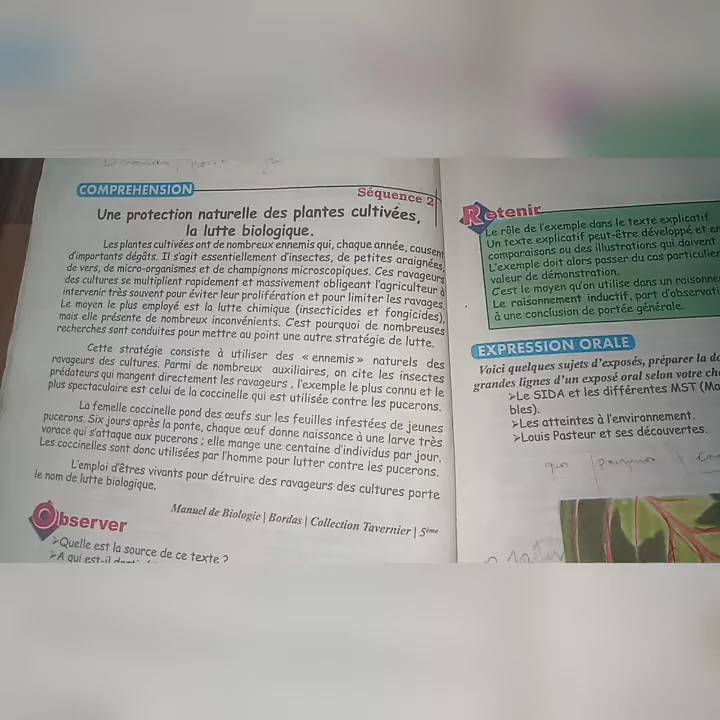 COMPREHENSION
Séquence 2
Une protection naturelle des plantes cultivées,
la lutte biologique.
Les plantes cultivées ont de nombreux ennemis qui, chaque année, causent
d'importants dégâts. Il s'agit essentiellement d'insectes, de petites araignées,
de vers, de micro-organismes et de champignons microscopiques. Ces ravageurs
des cultures se multiplient rapidement et massivement obligeant l'agriculteur à
intervenir très souvent pour éviter leur prolifération et pour limiter les ravages.
Le moyen le plus employé est la lutte chimique (insecticides et fongicides),
mais elle présente de nombreux inconvénients. C'est pourquoi de nombreuses
recherches sont conduites pour mettre au point une autre stratégie de lutte.
Cette stratégie consiste à utiliser des « ennemis » naturels des
ravageurs des cultures. Parmi de nombreux auxiliaires, on cite les insectes
prédateurs qui mangent directement les ravageurs . l'exemple le plus connu et le
plus spectaculaire est celui de la coccinelle qui est utilisée contre les pucerons.
La femelle coccinelle pond des œufs sur les feuilles infestées de jeunes
pucerons. Six jours après la ponte, chaque œuf donne naissance à une larve très
vorace qui s'attaque aux pucerons ; elle mange une centaine d'individus par jour.
Les coccinelles sont donc utilisées par l'homme pour lutter contre les pucerons.
L'emploi d'êtres vivants pour détruire des ravageurs des cultures porte
le nom de lutte biologique.
Manuel de Biologie | Bordas | Collection Tavernier | 5ème
Observer
➢Quelle est la source de ce texte ?
➢A qui est-il
Retenir
Le rôle de l'exemple dans le texte explicatif
Un texte explicatif peut-être développé et
comparaisons ou des illustrations qui doivent
L'exemple doit alors passer du cas particulier
valeur de démonstration.
C'est le moyen qu'on utilise dans un
Le raisonnement inductif, part
à une conclusion de portée générale.
EXPRESSION ORALE
Voici quelques sujets d'exposés, préparer la
grandes lignes d'un exposé oral selon votre
➢Le SIDA et les différentes MST
bles).
➢Les atteintes à l'environnement.
➢Louis Pasteur et ses découvertes.